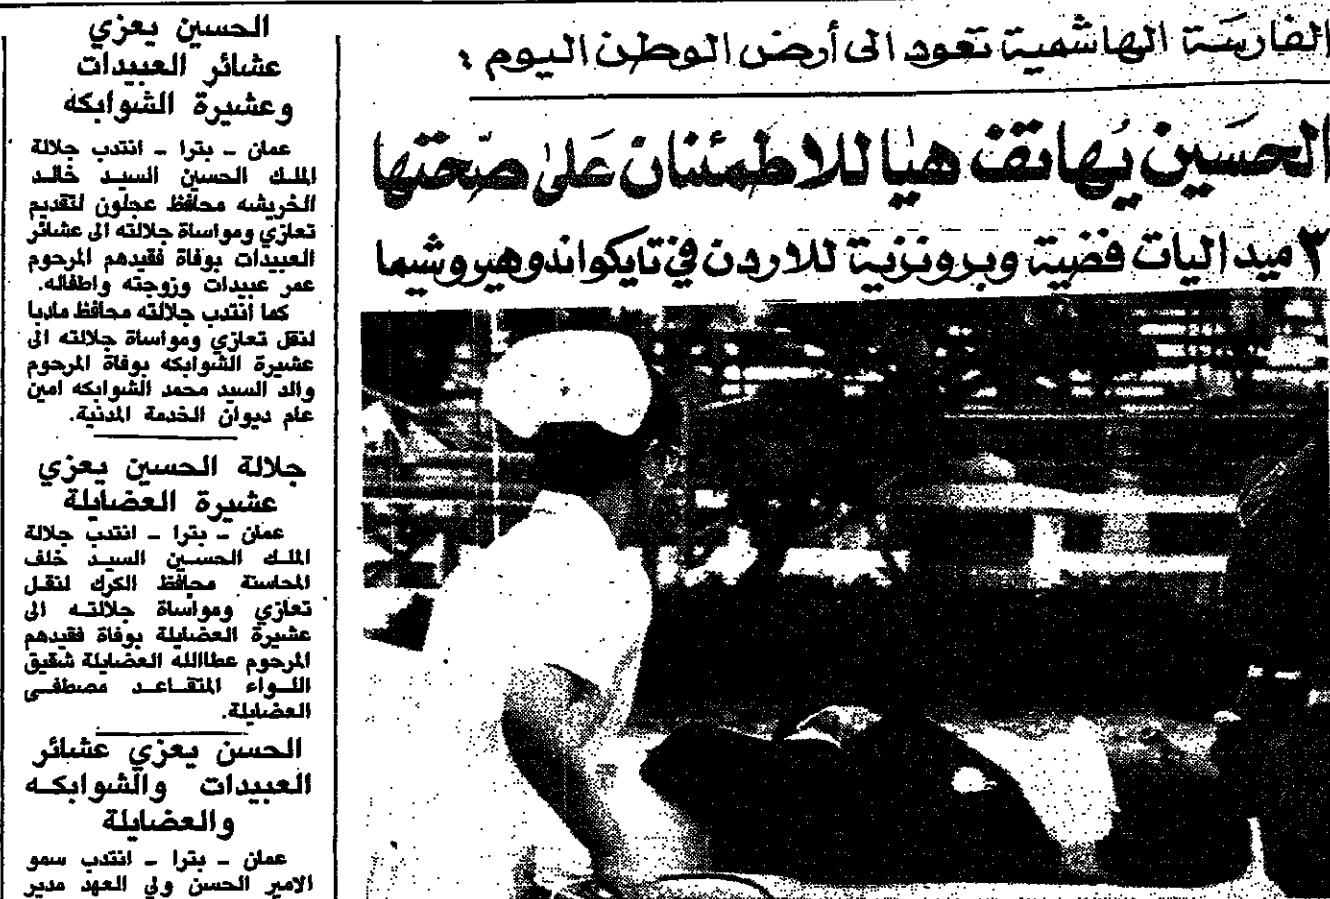 الفارسة الهاشمية تعود الى أرض الوطن اليوم :
الحسين يُهاتف هيا للاطمئنان على صحتها
٣ ميداليات فضية وبرونزية للاردن في تايكواندو هيروشيما
الحسين يعزي
عشائر العبيدات
وعشيرة الشوابكه
عمان ـ بترا ـ انتدب جلالة
الملك الحسين السيد خالد
الخريشه محافظ عجلون لتقديم
تعازي ومواساة جلالته الى عشائر
العبيدات بوفاة فقيدهم المرحوم
عمر عبيدات وزوجته واطفاله.
كما انتدب جلالته محافظ مادبا
لنقل تعازي ومواساة جلالته الى
عشيرة الشوابكه بوفاة المرحوم
والد السيد محمد الشوابكه امين
عام ديوان الخدمة المدنية.
جلالة الحسين يعزي
عشيرة العضايلة
عمان ـ بترا ـ انتدب جلالة
الملك الحسين السيد خلف
المحاسنة محافظ الكرك لنقل
تعازي ومواساة جلالته الى
عشيرة العضايلة بوفاة فقيدهم
المرحوم عطاالله العضايلة شقيق
اللواء المتقاعد مصطفى
العضايلة.
الحسن يعزي عشائر
العبيدات والشوابكه
والعضايلة
عمان ـ بترا ـ انتدب سمو
الامير الحسن ولي العهد مدير